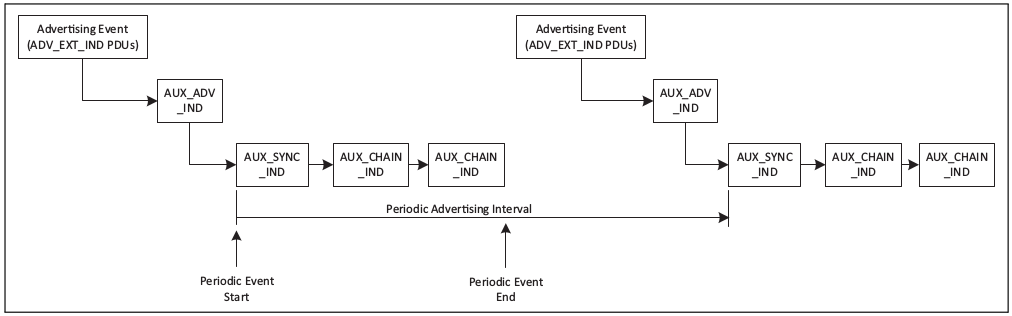 Advertising Event
(ADV_EXT_IND PDUs)
AUX_ADV
_IND
AUX_SYNC
_IND
AUX_CHAIN
_IND
AUX_CHAIN
_IND
Advertising Event
(ADV_EXT_IND PDUs)
AUX_ADV
_IND
AUX_SYNC
_IND
AUX_CHAIN
_IND
AUX_CHAIN
_IND
Periodic Advertising Interval
Periodic Event
Start
Periodic Event
End